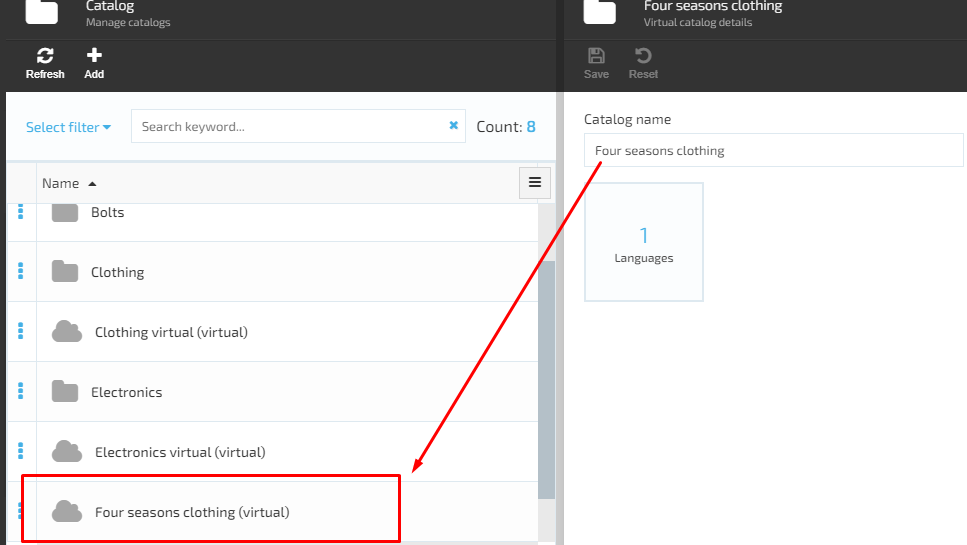 Catalog
Manage catalogs
Refresh
Add
Select filter
Search keyword...
Count: 8
Name
Bolts
Clothing
Clothing virtual (virtual)
Electronics
Electronics virtual (virtual)
Four seasons clothing (virtual)
Four seasons clothing
Virtual catalog details
Save
Reset
Catalog name
Four seasons clothing
1
Languages